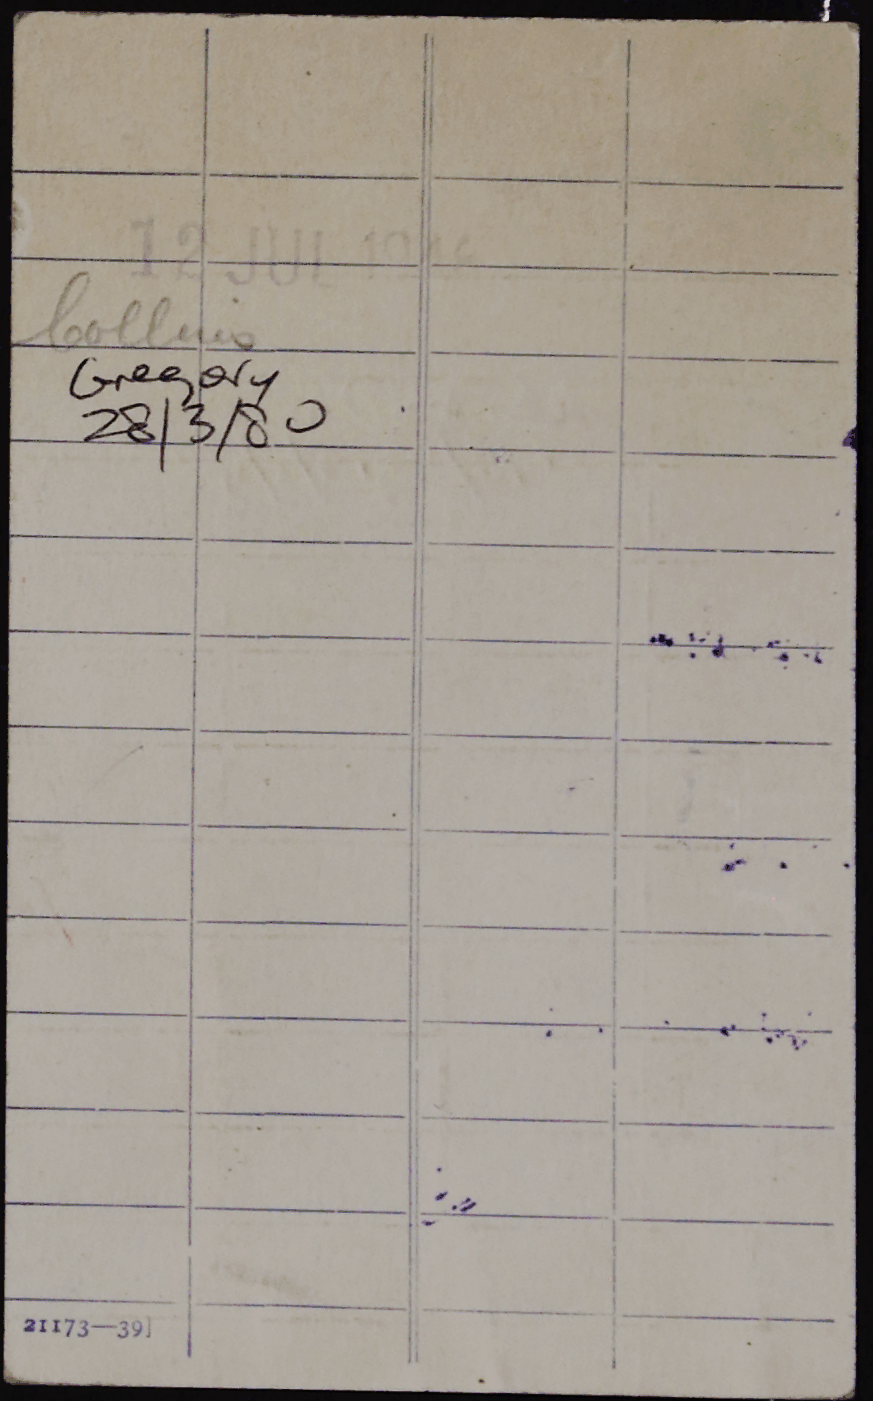 12 JUL
Collins
Gregory
28/3/80
21173—39]